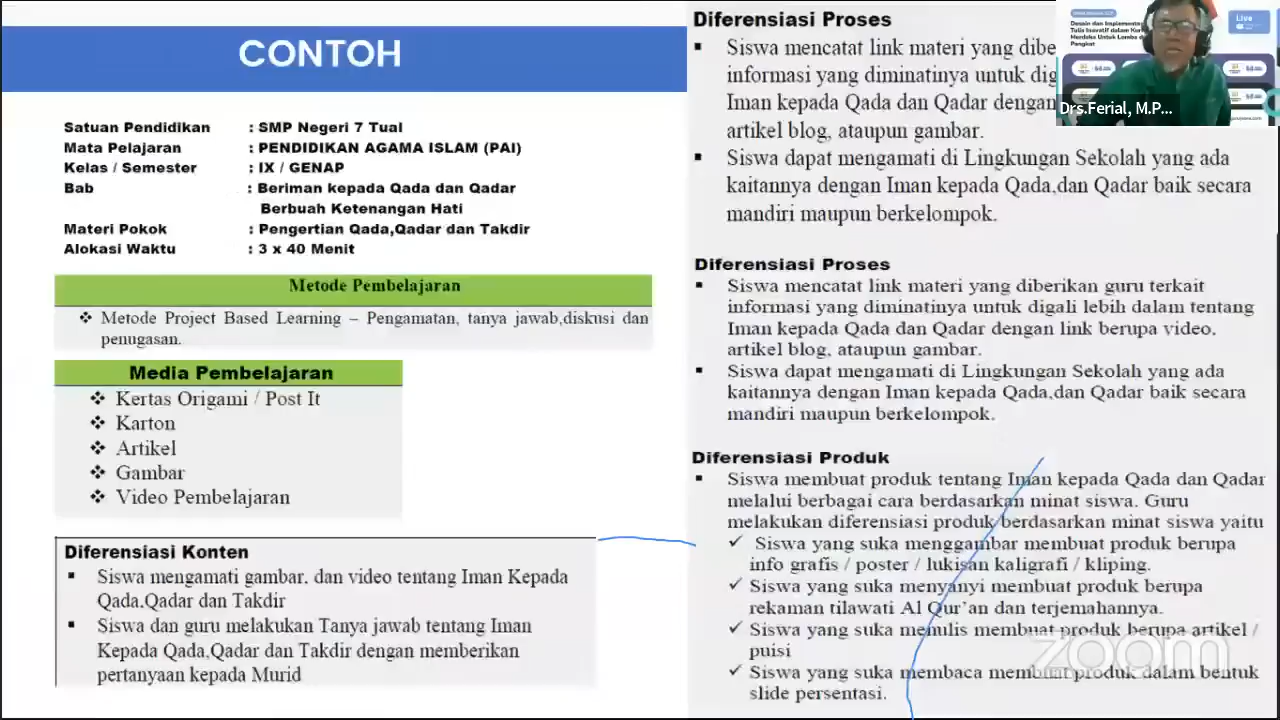 CONTOH
Satuan Pendidikan : SMP Negeri 7 Tual
Mata Pelajaran : PENDIDIKAN AGAMA ISLAM (PAI)
Kelas / Semester : IX / GENAP
Bab : Beriman kepada Qada dan Qadar
Berbuah Ketenangan Hati
Materi Pokok : Pengertian Qada,Qadar dan Takdir
Alokasi Waktu : 3 x 40 Menit
Metode Pembelajaran
❖ Metode Project Based Learning – Pengamatan, tanya jawab,diskusi dan
penugasan.
Media Pembelajaran
❖ Kertas Origami / Post It
❖ Karton
❖ Artikel
❖ Gambar
❖ Video Pembelajaran
Diferensiasi Konten
▪ Siswa mengamati gambar, dan video tentang Iman Kepada
Qada,Qadar dan Takdir
▪ Siswa dan guru melakukan Tanya jawab tentang Iman
Kepada Qada,Qadar dan Takdir dengan memberikan
pertanyaan kepada Murid
Diferensiasi Proses
▪ Siswa mencatat link materi yang dibe
informasi yang diminatinya untuk dig
Iman kepada Qada dan Qadar dengan
artikel blog, ataupun gambar.
▪ Siswa dapat mengamati di Lingkungan Sekolah yang ada
kaitannya dengan Iman kepada Qada,dan Qadar baik secara
mandiri maupun berkelompok.
Diferensiasi Proses
▪ Siswa mencatat link materi yang diberikan guru terkait
informasi yang diminatinya untuk digali lebih dalam tentang
Iman kepada Qada dan Qadar dengan link berupa video,
artikel blog, ataupun gambar.
▪ Siswa dapat mengamati di Lingkungan Sekolah yang ada
kaitannya dengan Iman kepada Qada,dan Qadar baik secara
mandiri maupun berkelompok.
Diferensiasi Produk
▪ Siswa membuat produk tentang Iman kepada Qada dan Qadar
melalui berbagai cara berdasarkan minat siswa. Guru
melakukan diferensiasi produk berdasarkan minat siswa yaitu
✓ Siswa yang suka menggambar membuat produk berupa
info grafis / poster / lukisan kaligrafi / kliping.
✓ Siswa yang suka menyanyi membuat produk berupa
rekaman tilawati Al Qur’an dan terjemahannya.
✓ Siswa yang suka menulis membuat produk berupa artikel /
puisi
✓ Siswa yang suka membaca membuat produk dalam bentuk
slide persentasi.
Desain dan Implementa
Tulis Inovatif dalam Kur
Merdeka Untuk Lomba d
Pangkat
Live
Drs.Ferial, M.P...
zoom